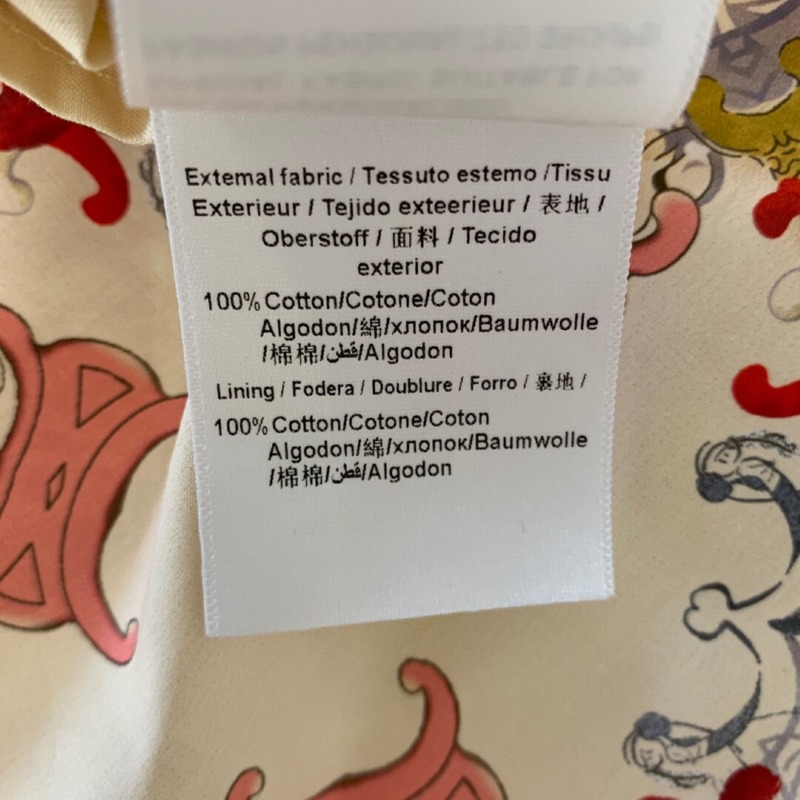 External fabric / Tessuto estemo /Tissu
Exterieur / Tejido exteerieur / 表地 /
Oberstoff / 面料 / Tecido
exterior
100% Cotton/Cotone/Coton
Algodon/綿/хлопок/Baumwolle
/棉棉/قطن/Algodon
Lining / Fodera / Doublure / Forro / 裏地 /
100% Cotton/Cotone/Coton
Algodon/綿/хлопок/Baumwolle
/棉棉/قطن/Algodon